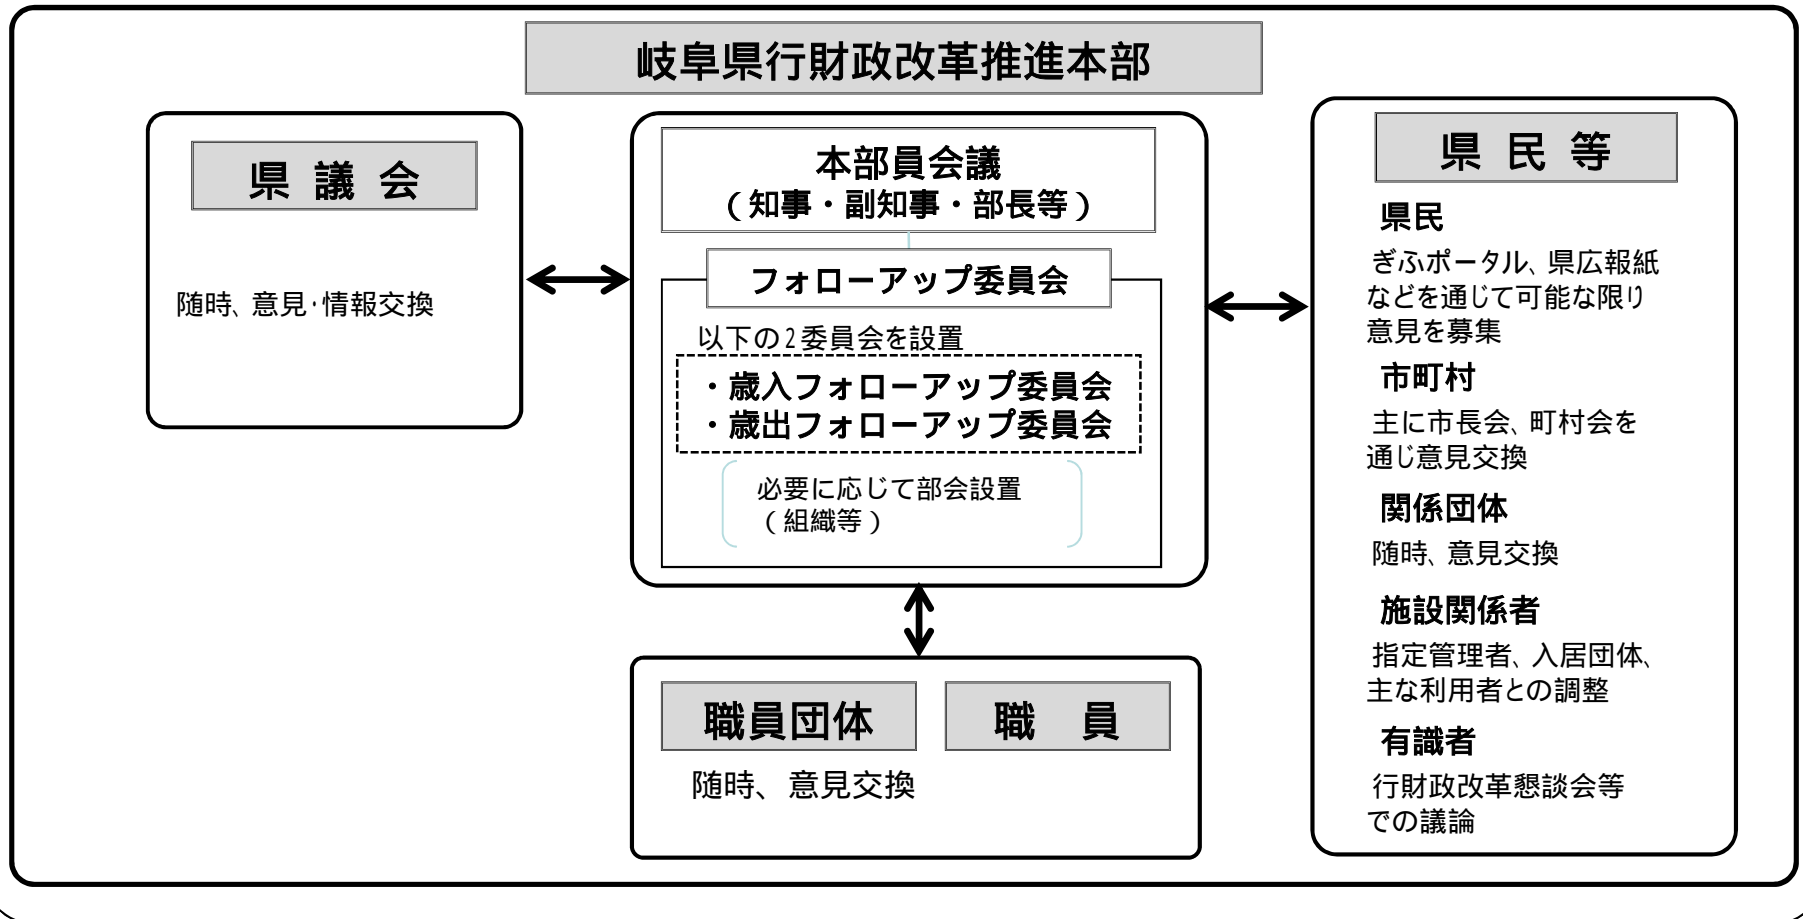 岐阜県行財政改革推進本部
県 議 会
随時、意見・情報交換
本部員会議
（知事・副知事・部長等）
フォローアップ委員会
以下の2委員会を設置
・歳入フォローアップ委員会
・歳出フォローアップ委員会
必要に応じて部会設置
（組織等）
職員団体
職　員
随時、意見交換
県 民 等
県民
ぎふポータル、県広報紙
などを通じて可能な限り
意見を募集
市町村
主に市長会、町村会を
通じ意見交換
関係団体
随時、意見交換
施設関係者
指定管理者、入居団体、
主な利用者との調整
有識者
行財政改革懇談会等
での議論